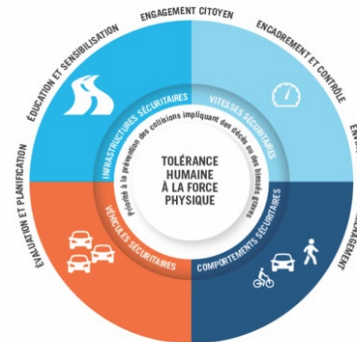 ENGAGEMENT CITOYEN
ÉDUCATION ET SENSIBILISATION
ENCADREMENT ET CONTRÔLE
ÉVALUATION ET PLANIFICATION
INFRASTRUCTURES SÉCURITAIRES
VITESSES SÉCURITAIRES
Priorité à la prévention des collisions impliquant des décès ou des blessés graves
TOLÉRANCE
HUMAINE
À LA FORCE
PHYSIQUE
VÉHICULES SÉCURITAIRES
COMPORTEMENTS SÉCURITAIRES